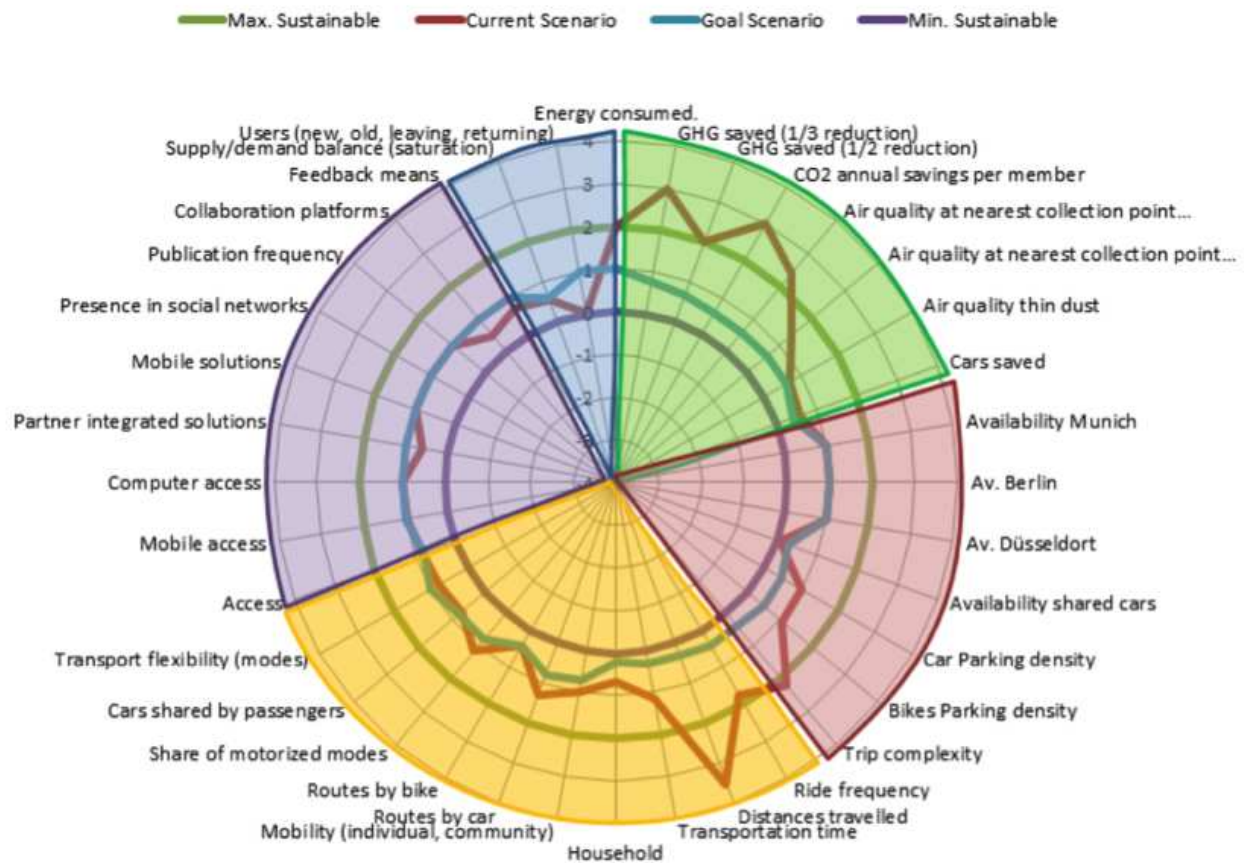 Max. Sustainable
Current Scenario
Goal Scenario
Min. Sustainable
Energy consumed.
GHG saved (1/3 reduction)
GHG saved (1/2 reduction)
CO2 annual savings per member
Air quality at nearest collection point...
Air quality at nearest collection point...
Air quality thin dust
Cars saved
Availability Munich
Av. Berlin
Av. Düsseldort
Availability shared cars
Car Parking density
Bikes Parking density
Trip complexity
Ride frequency
Distances travelled
Transportation time
Household
Mobility (individual, community)
Routes by car
Routes by bike
Share of motorized modes
Cars shared by passengers
Transport flexibility (modes)
Access
Mobile access
Computer access
Partner integrated solutions
Mobile solutions
Presence in social networks
Publication frequency
Collaboration platforms
Feedback means
Supply/demand balance (saturation)
Users (new, old, leaving, returning)
4
3
2
1
0
-1
-2
-3
-4